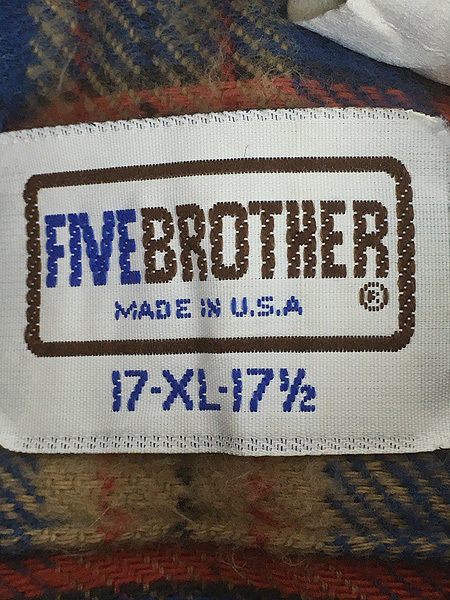 FIVEBROTHER®
MADE IN U.S.A
17-XL-17½